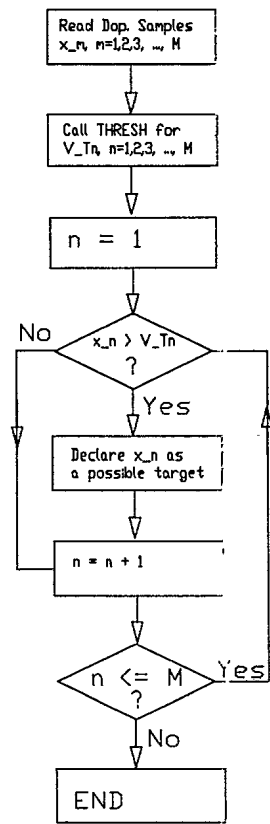 Read Dop. Samples
x_m, m=1,2,3, ..., M
Call THRESH for
V_Tn, n=1,2,3, ..., M
n = 1
No
x_n > V_Tn
?
Yes
Declare x_n as
a possible target
n = n + 1
n <= M
?
Yes
No
END